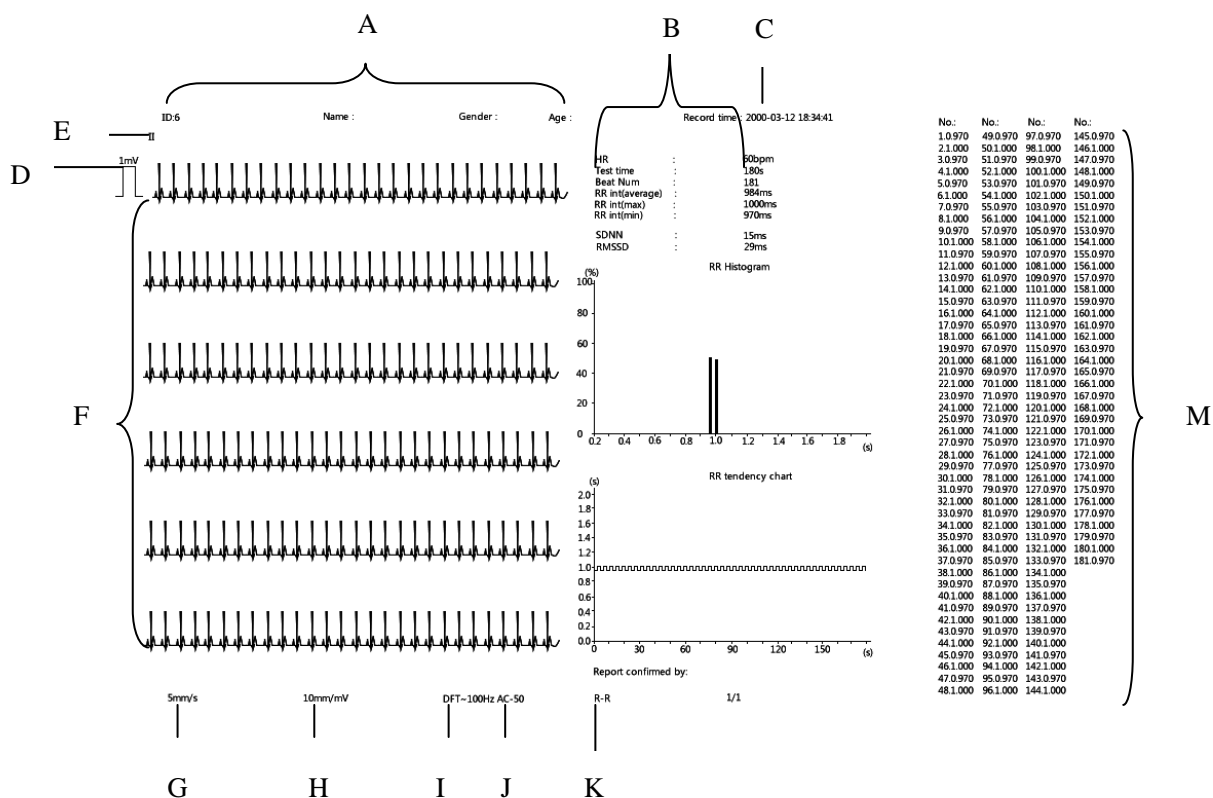 A B C
ID:6 Name : Gender : Age : Record time : 2000-03-12 18:34:41
E II
D 1mV
HR : 60bpm
Test time : 180s
Beat Num : 181
RR int(average) : 984ms
RR int(max) : 1000ms
RR int(min) : 970ms
SDNN : 15ms
RMSSD : 29ms
RR Histogram
(%)
100
80
60
40
20
0
0.2 0.4 0.6 0.8 1.0 1.2 1.4 1.6 1.8
(s)
RR tendency chart
(s)
2.0
1.8
1.6
1.4
1.2
1.0
0.8
0.6
0.4
0.2
0.0
0 30 60 90 120 150
(s)
Report confirmed by:
F
5mm/s 10mm/mV DFT~100Hz AC-50 R-R 1/1
G H I J K
No.: No.: No.: No.:
1.0.970 49.0.970 97.0.970 145.0.970
2.1.000 50.1.000 98.1.000 146.1.000
3.0.970 51.0.970 99.0.970 147.0.970
4.1.000 52.1.000 100.1.000 148.1.000
5.0.970 53.0.970 101.0.970 149.0.970
6.1.000 54.1.000 102.1.000 150.1.000
7.0.970 55.0.970 103.0.970 151.0.970
8.1.000 56.1.000 104.1.000 152.1.000
9.0.970 57.0.970 105.0.970 153.0.970
10.1.000 58.1.000 106.1.000 154.1.000
11.0.970 59.0.970 107.0.970 155.0.970
12.1.000 60.1.000 108.1.000 156.1.000
13.0.970 61.0.970 109.0.970 157.0.970
14.1.000 62.1.000 110.1.000 158.1.000
15.0.970 63.0.970 111.0.970 159.0.970
16.1.000 64.1.000 112.1.000 160.1.000
17.0.970 65.0.970 113.0.970 161.0.970
18.1.000 66.1.000 114.1.000 162.1.000
19.0.970 67.0.970 115.0.970 163.0.970
20.1.000 68.1.000 116.1.000 164.1.000
21.0.970 69.0.970 117.0.970 165.0.970
22.1.000 70.1.000 118.1.000 166.1.000
23.0.970 71.0.970 119.0.970 167.0.970
24.1.000 72.1.000 120.1.000 168.1.000
25.0.970 73.0.970 121.0.970 169.0.970
26.1.000 74.1.000 122.1.000 170.1.000
27.0.970 75.0.970 123.0.970 171.0.970
28.1.000 76.1.000 124.1.000 172.1.000
29.0.970 77.0.970 125.0.970 173.0.970
30.1.000 78.1.000 126.1.000 174.1.000
31.0.970 79.0.970 127.0.970 175.0.970
32.1.000 80.1.000 128.1.000 176.1.000
33.0.970 81.0.970 129.0.970 177.0.970
34.1.000 82.1.000 130.1.000 178.1.000
35.0.970 83.0.970 131.0.970 179.0.970
36.1.000 84.1.000 132.1.000 180.1.000
37.0.970 85.0.970 133.0.970 181.0.970
38.1.000 86.1.000 134.1.000
39.0.970 87.0.970 135.0.970
40.1.000 88.1.000 136.1.000
41.0.970 89.0.970 137.0.970
42.1.000 90.1.000 138.1.000
43.0.970 91.0.970 139.0.970
44.1.000 92.1.000 140.1.000
45.0.970 93.0.970 141.0.970
46.1.000 94.1.000 142.1.000
47.0.970 95.0.970 143.0.970
48.1.000 96.1.000 144.1.000
M